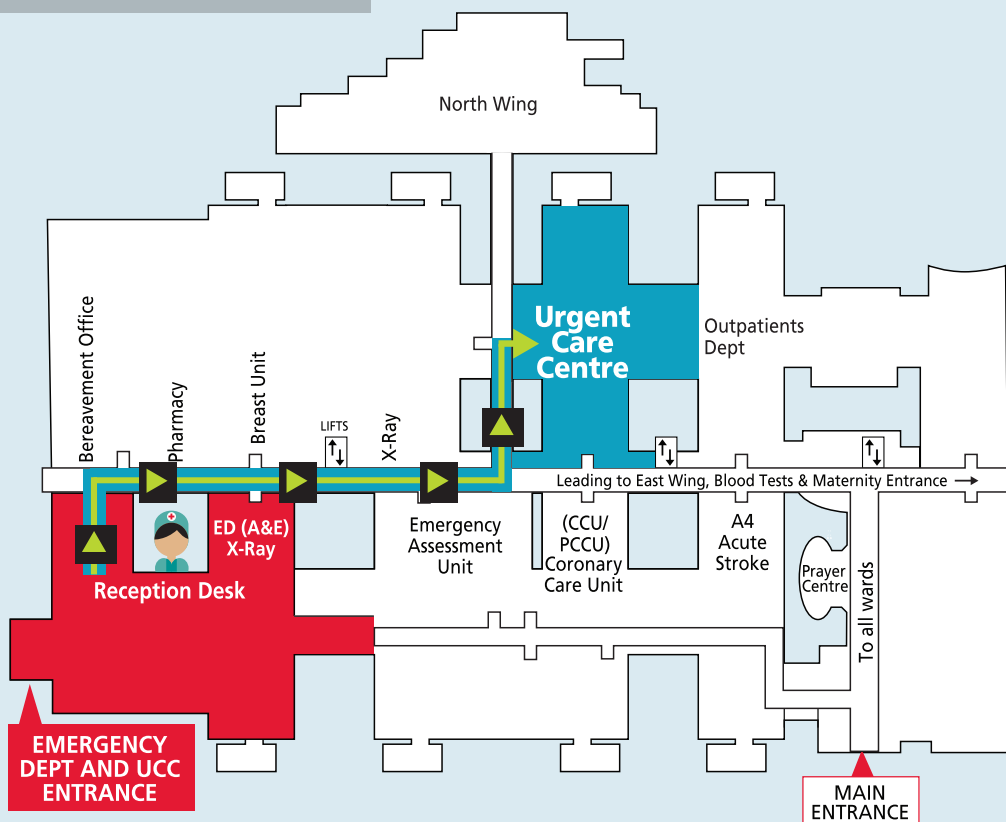 North Wing
Urgent
Care
Centre
Outpatients
Dept
Bereavement Office
Pharmacy
Breast Unit
LIFTS
X-Ray
Leading to East Wing, Blood Tests & Maternity Entrance →
ED (A&E)
X-Ray
Reception Desk
Emergency
Assessment
Unit
(CCU/
PCCU)
Coronary
Care Unit
A4
Acute
Stroke
Prayer
Centre
To all wards
EMERGENCY
DEPT AND UCC
ENTRANCE
MAIN
ENTRANCE